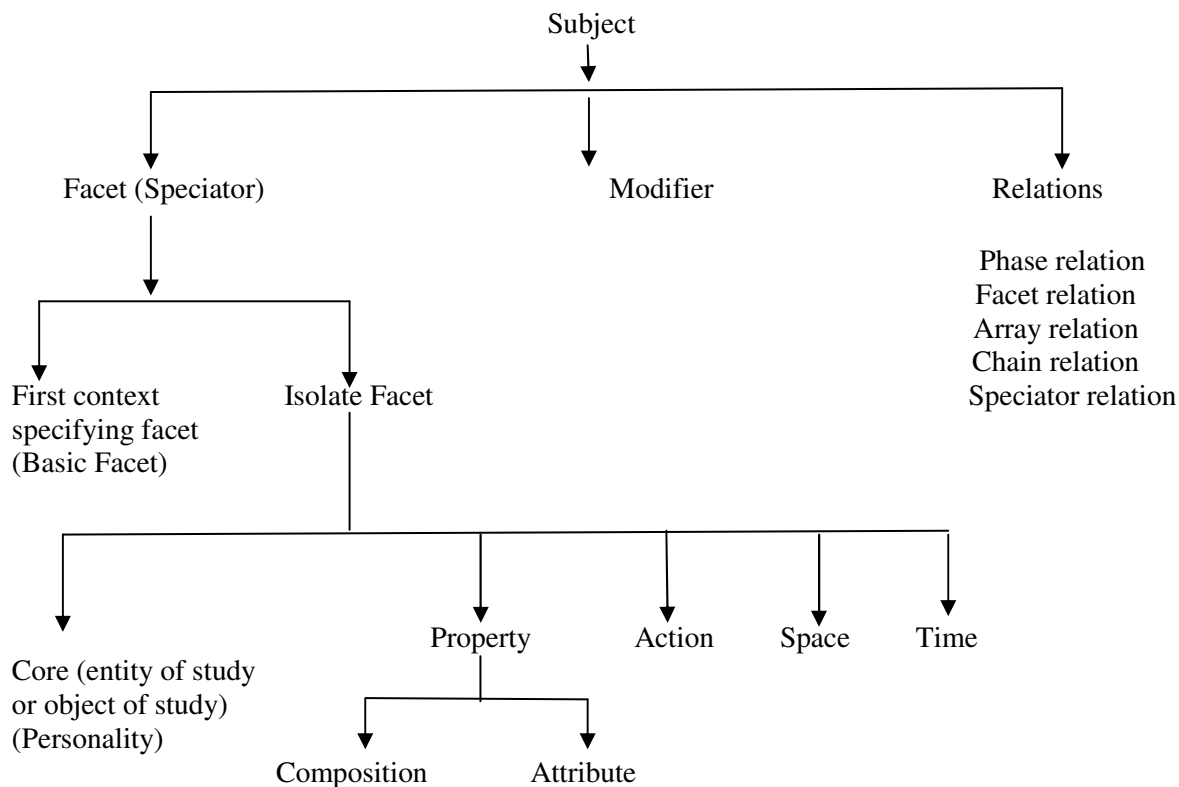 Subject
Facet (Speciator)
Modifier
Relations
Phase relation
Facet relation
Array relation
Chain relation
Speciator relation
First context
specifying facet
(Basic Facet)
Isolate Facet
Core (entity of study
or object of study)
(Personality)
Property
Action
Space
Time
Composition
Attribute